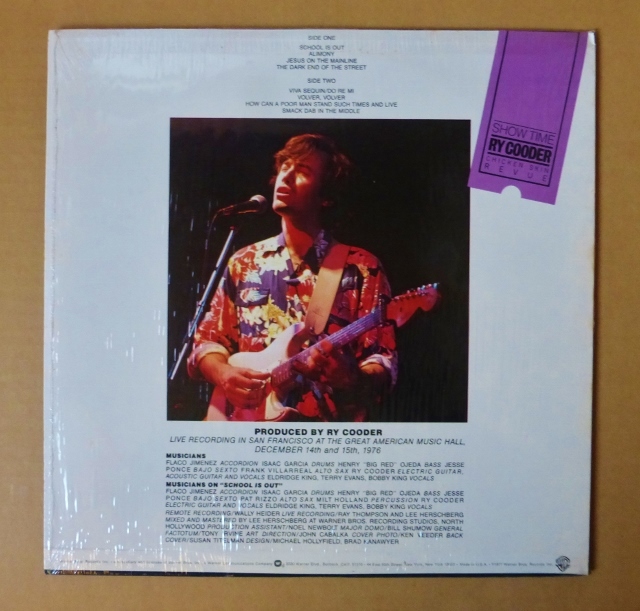 SIDE ONE
SCHOOL IS OUT
ALIMONY
JESUS ON THE MAINLINE
THE DARK END OF THE STREET
SIDE TWO
VIVA SEQUIN/DO RE MI
VOLVER, VOLVER
HOW CAN A POOR MAN STAND SUCH TIMES AND LIVE
SMACK DAB IN THE MIDDLE
SHOW TIME
RY COODER
CHICKEN SKIN
REVUE
PRODUCED BY RY COODER
LIVE RECORDING IN SAN FRANCISCO AT THE GREAT AMERICAN MUSIC HALL,
DECEMBER 14th and 15th, 1976
MUSICIANS
FLACO JIMENEZ ACCORDION ISAAC GARCIA DRUMS HENRY "BIG RED" OJEDA BASS JESSE
PONCE BAJO SEXTO FRANK VILLARREAL ALTO SAX RY COODER ELECTRIC GUITAR,
ACOUSTIC GUITAR AND VOCALS ELDRIDGE KING, TERRY EVANS, BOBBY KING VOCALS
MUSICIANS ON "SCHOOL IS OUT"
FLACO JIMENEZ ACCORDION ISAAC GARCIA DRUMS HENRY "BIG RED" OJEDA BASS JESSE
PONCE BAJO SEXTO PAT RIZZO ALTO SAX MILT HOLLAND PERCUSSION RY COODER
ELECTRIC GUITAR AND VOCALS ELDRIDGE KING, TERRY EVANS, BOBBY KING VOCALS
REMOTE RECORDING/WALLY HEIDER LIVE RECORDING/RAY THOMPSON AND LEE HERSCHBERG
MIXED AND MASTERED BY LEE HERSCHBERG AT WARNER BROS. RECORDING STUDIOS, NORTH
HOLLYWOOD PRODUCTION ASSISTANT/NOEL NEWBOLT MAJOR DOMO/BILL SHUMOW GENERAL
FACTOTUM/TONY IRVINE ART DIRECTION/JOHN CABALKA COVER PHOTO/KEN VEEDER BACK
COVER/SUSAN TITELMAN DESIGN/MICHAEL HOLLYFIELD, BRAD KANAWYER